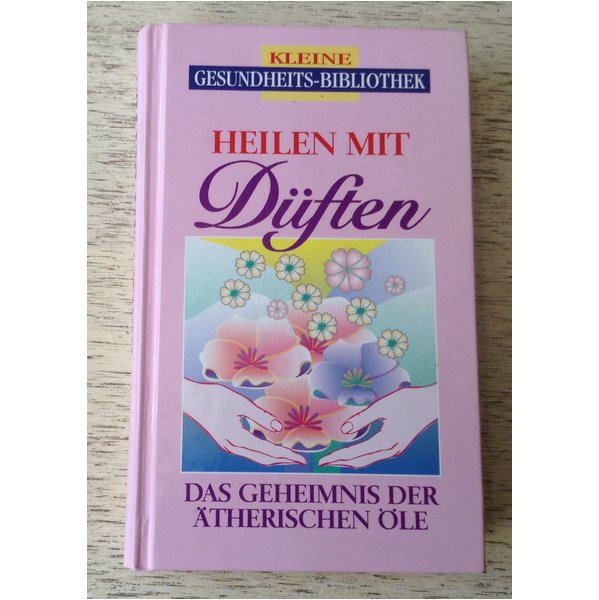 KLEINE
GESUNDHEITS-BIBLIOTHEK
HEILEN MIT
Düften
DAS GEHEIMNIS DER
ÄTHERISCHEN ÖLE